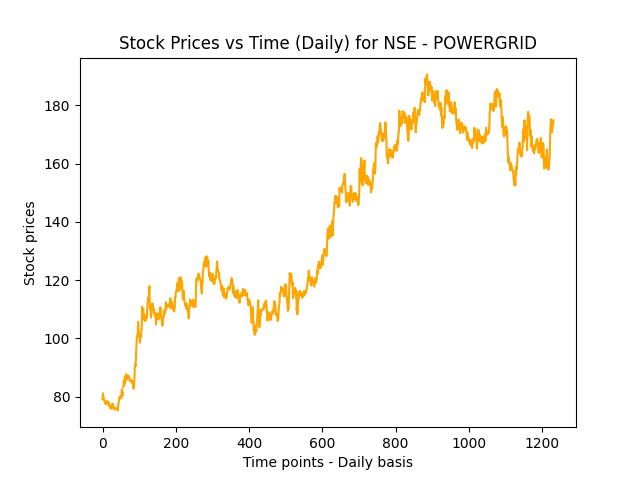 Stock Prices vs Time (Daily) for NSE - POWERGRID
Stock prices
180
160
140
120
100
80
0 200 400 600 800 1000 1200
Time points - Daily basis